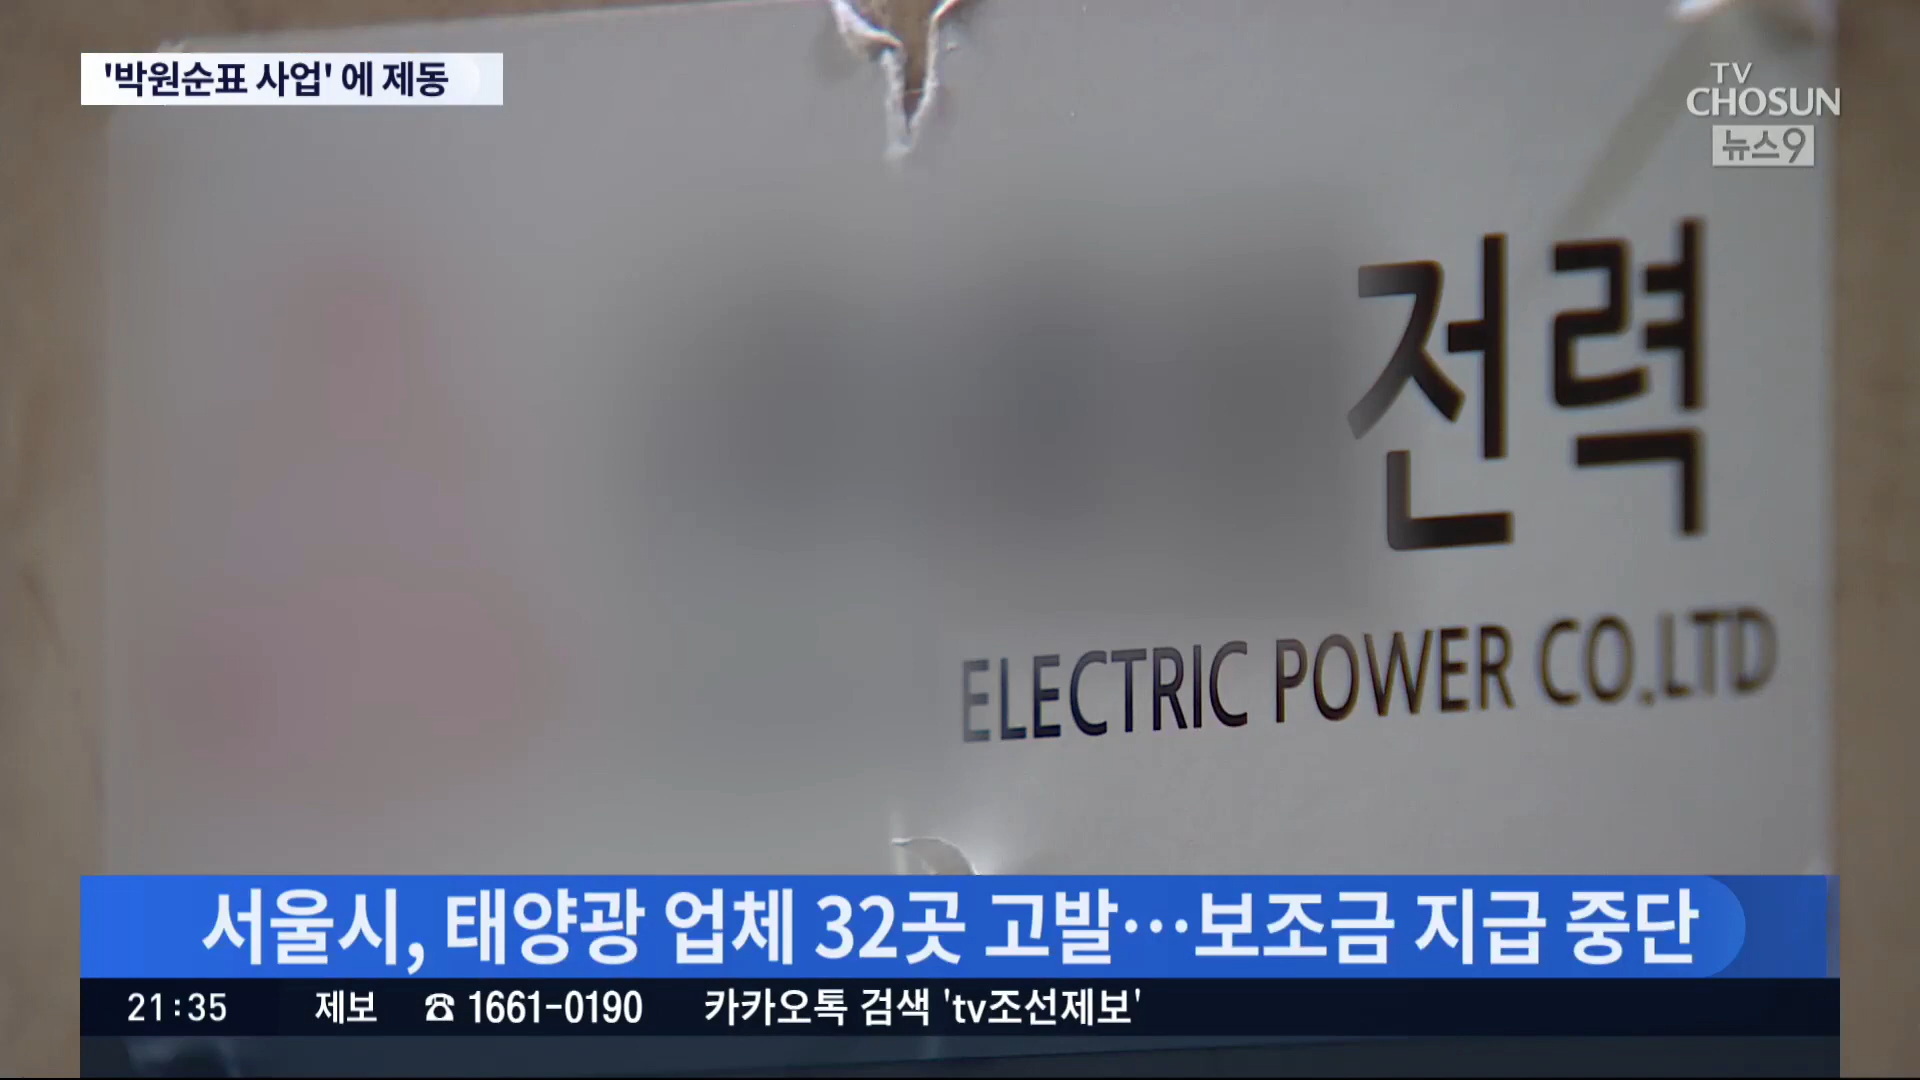 '박원순표 사업'에 제동
TV
CHOSUN
뉴스9
전력
ELECTRIC POWER CO.,LTD
서울시, 태양광 업체 32곳 고발…보조금 지급 중단
21:35 제보 ☎ 1661-0190 카카오톡 검색 'tv조선제보'